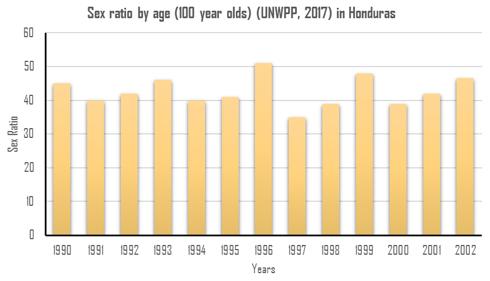 Sex ratio by age (100 year olds) (UNWPP, 2017) in Honduras
60
50
40
30
20
10
0
Sex Ratio
1990 1991 1992 1993 1994 1995 1996 1997 1998 1999 2000 2001 2002
Years